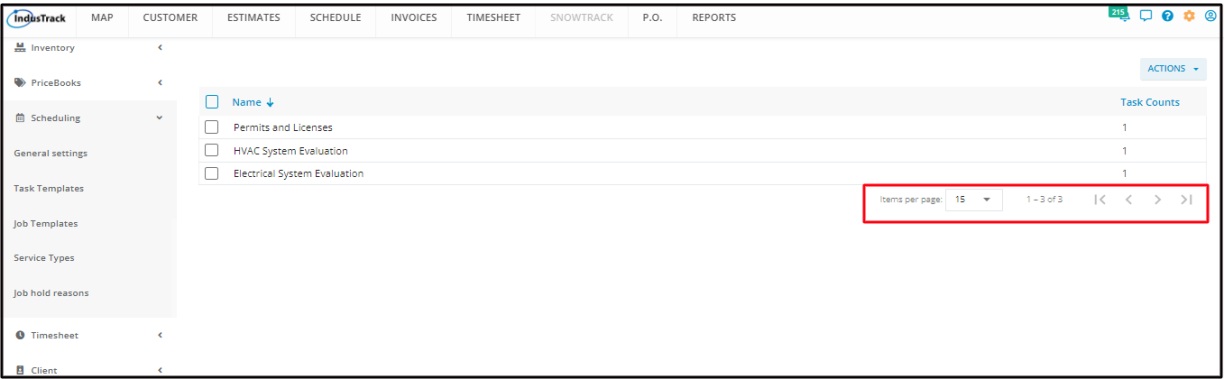 IndusTrack MAP CUSTOMER ESTIMATES SCHEDULE INVOICES TIMESHEET SNOWTRACK P.O. REPORTS 215
Inventory
PriceBooks
Scheduling
General settings
Task Templates
Job Templates
Service Types
Job hold reasons
Timesheet
Client
ACTIONS
Name Task Counts
Permits and Licenses 1
HVAC System Evaluation 1
Electrical System Evaluation 1
Items per page: 15 1 – 3 of 3